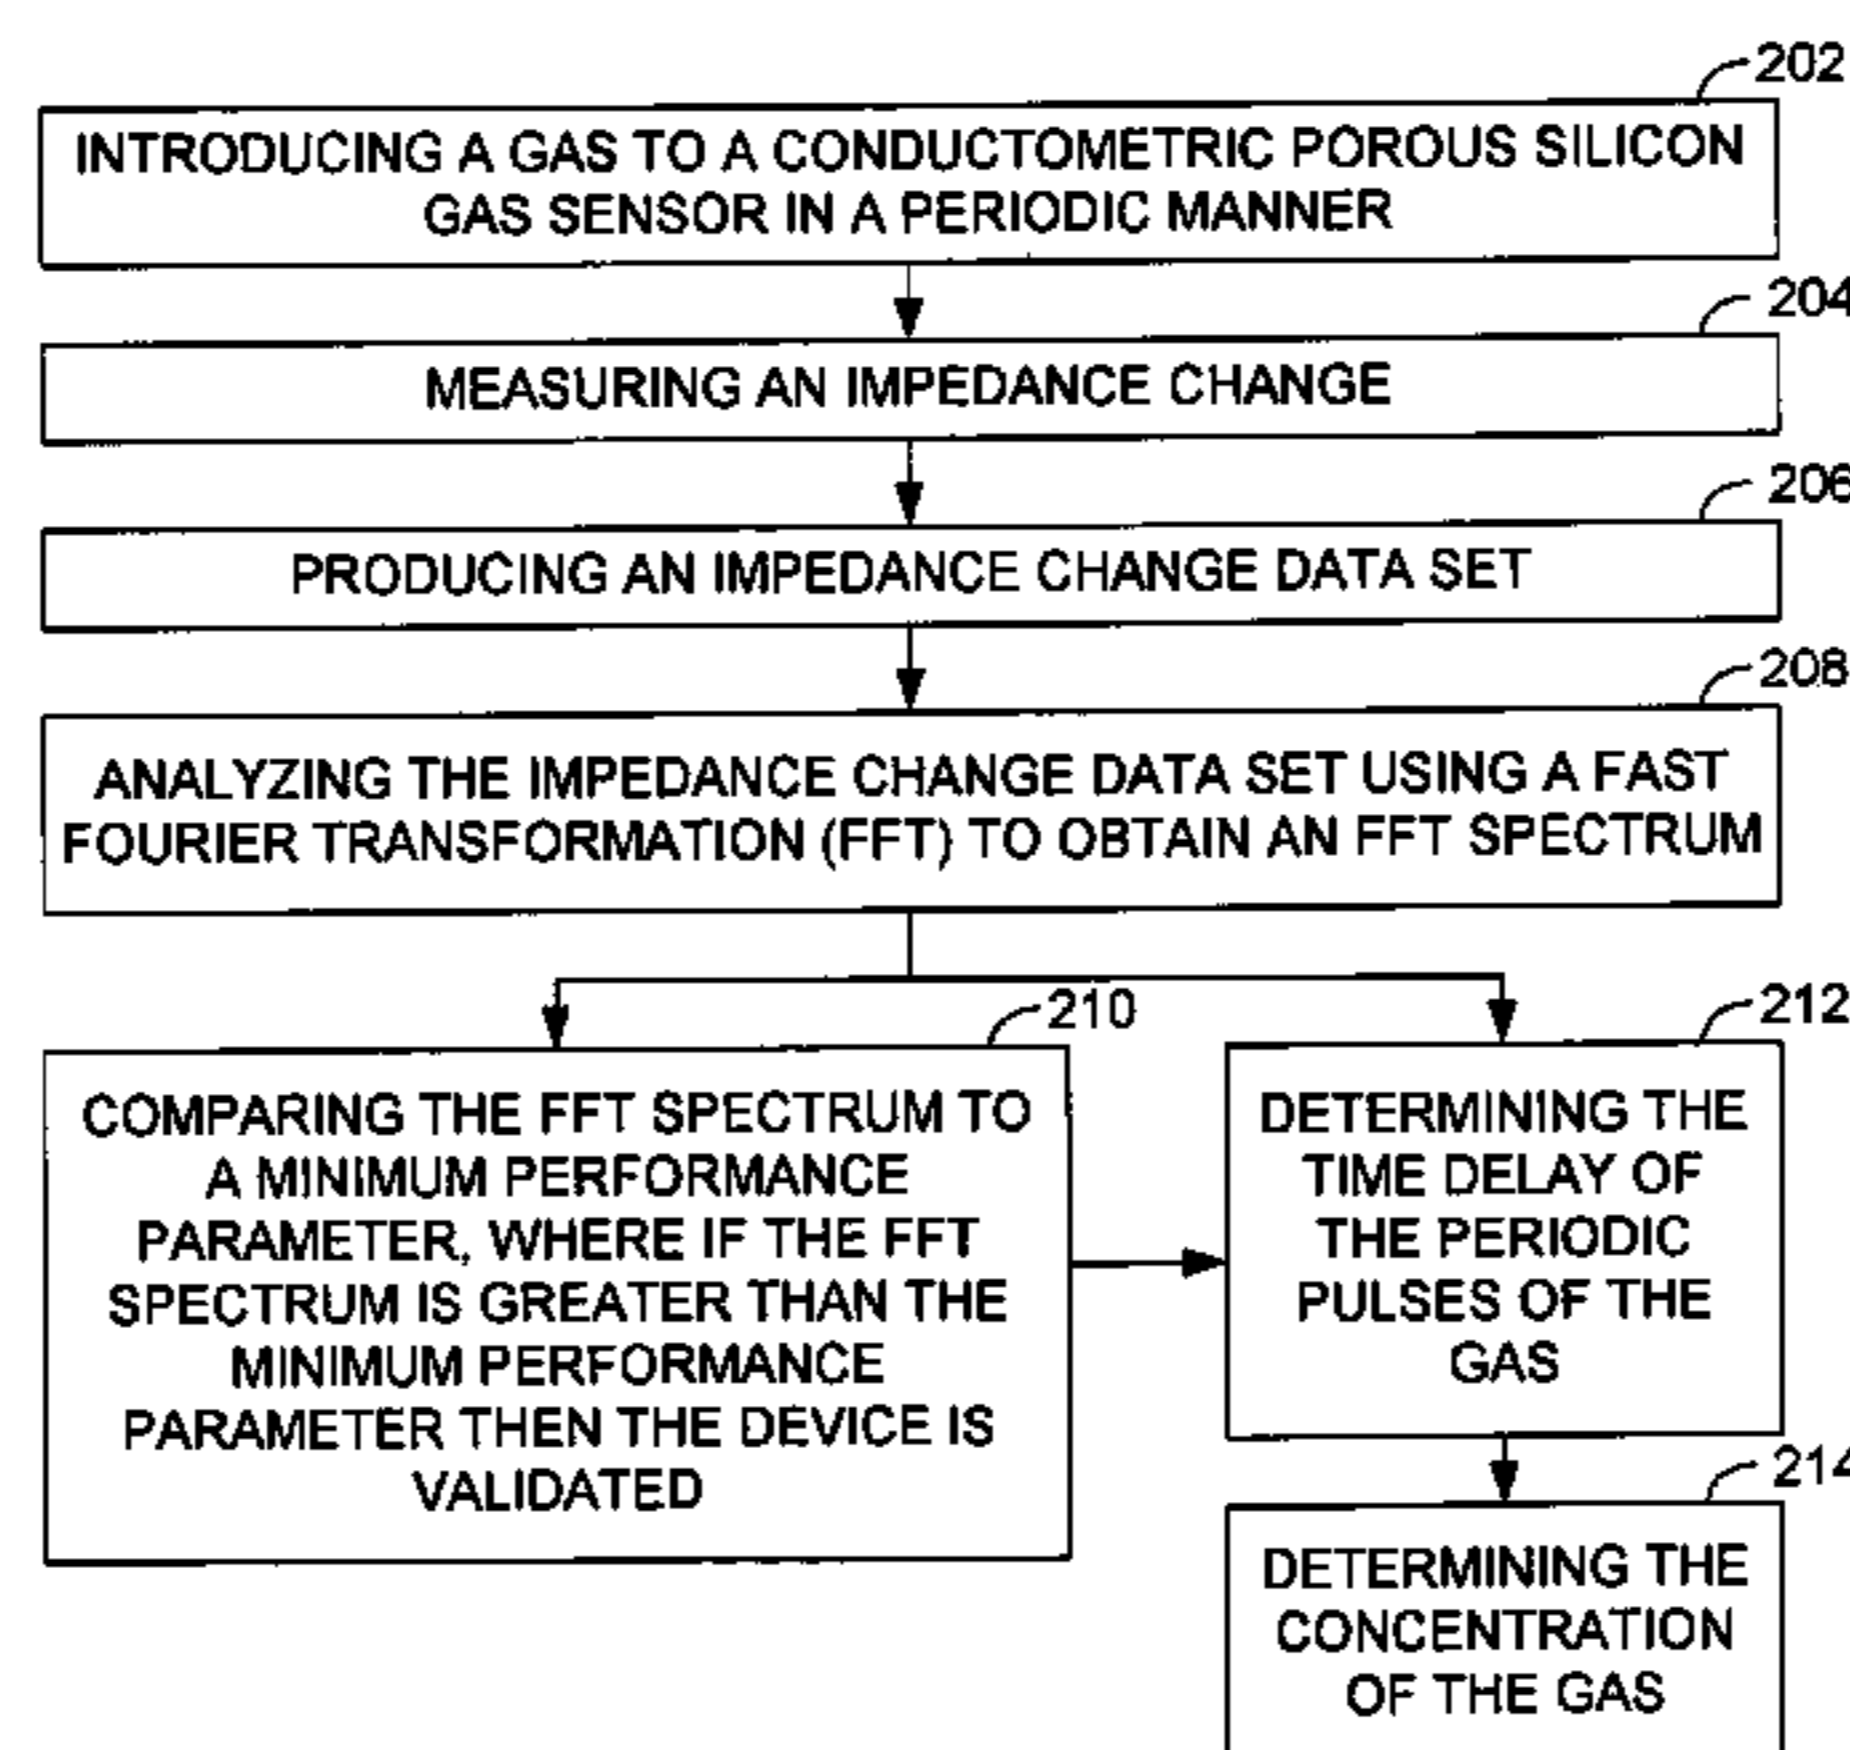 202
INTRODUCING A GAS TO A CONDUCTOMETRIC POROUS SILICON
GAS SENSOR IN A PERIODIC MANNER
204
MEASURING AN IMPEDANCE CHANGE
206
PRODUCING AN IMPEDANCE CHANGE DATA SET
208
ANALYZING THE IMPEDANCE CHANGE DATA SET USING A FAST
FOURIER TRANSFORMATION (FFT) TO OBTAIN AN FFT SPECTRUM
210
COMPARING THE FFT SPECTRUM TO
A MINIMUM PERFORMANCE
PARAMETER, WHERE IF THE FFT
SPECTRUM IS GREATER THAN THE
MINIMUM PERFORMANCE
PARAMETER THEN THE DEVICE IS
VALIDATED
212
DETERMINING THE
TIME DELAY OF
THE PERIODIC
PULSES OF THE
GAS
214
DETERMINING THE
CONCENTRATION
OF THE GAS